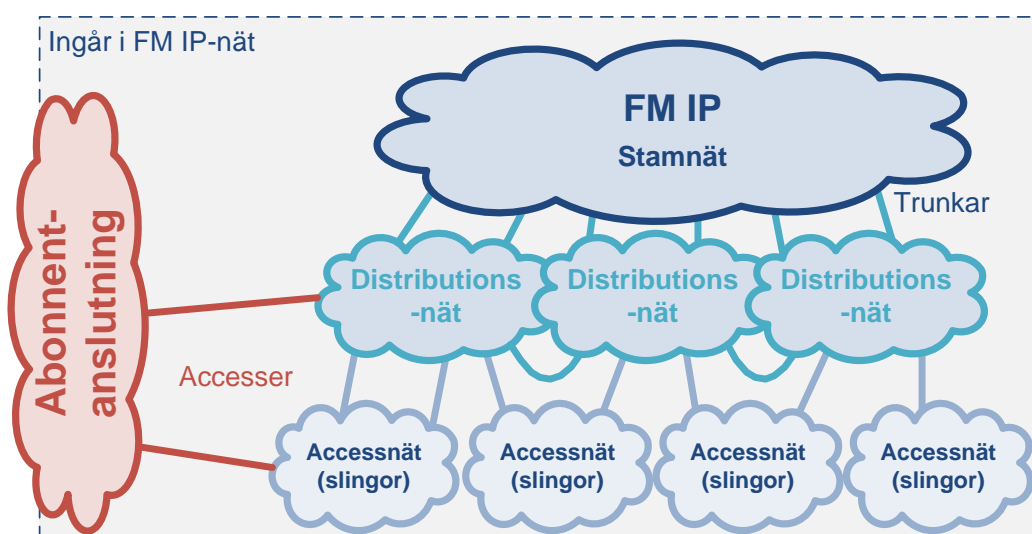 Ingår i FM IP-nät
FM IP
Stamnät
Trunkar
Abonnent-
anslutning
Distributions
-nät
Distributions
-nät
Distributions
-nät
Accesser
Accessnät
(slingor)
Accessnät
(slingor)
Accessnät
(slingor)
Accessnät
(slingor)